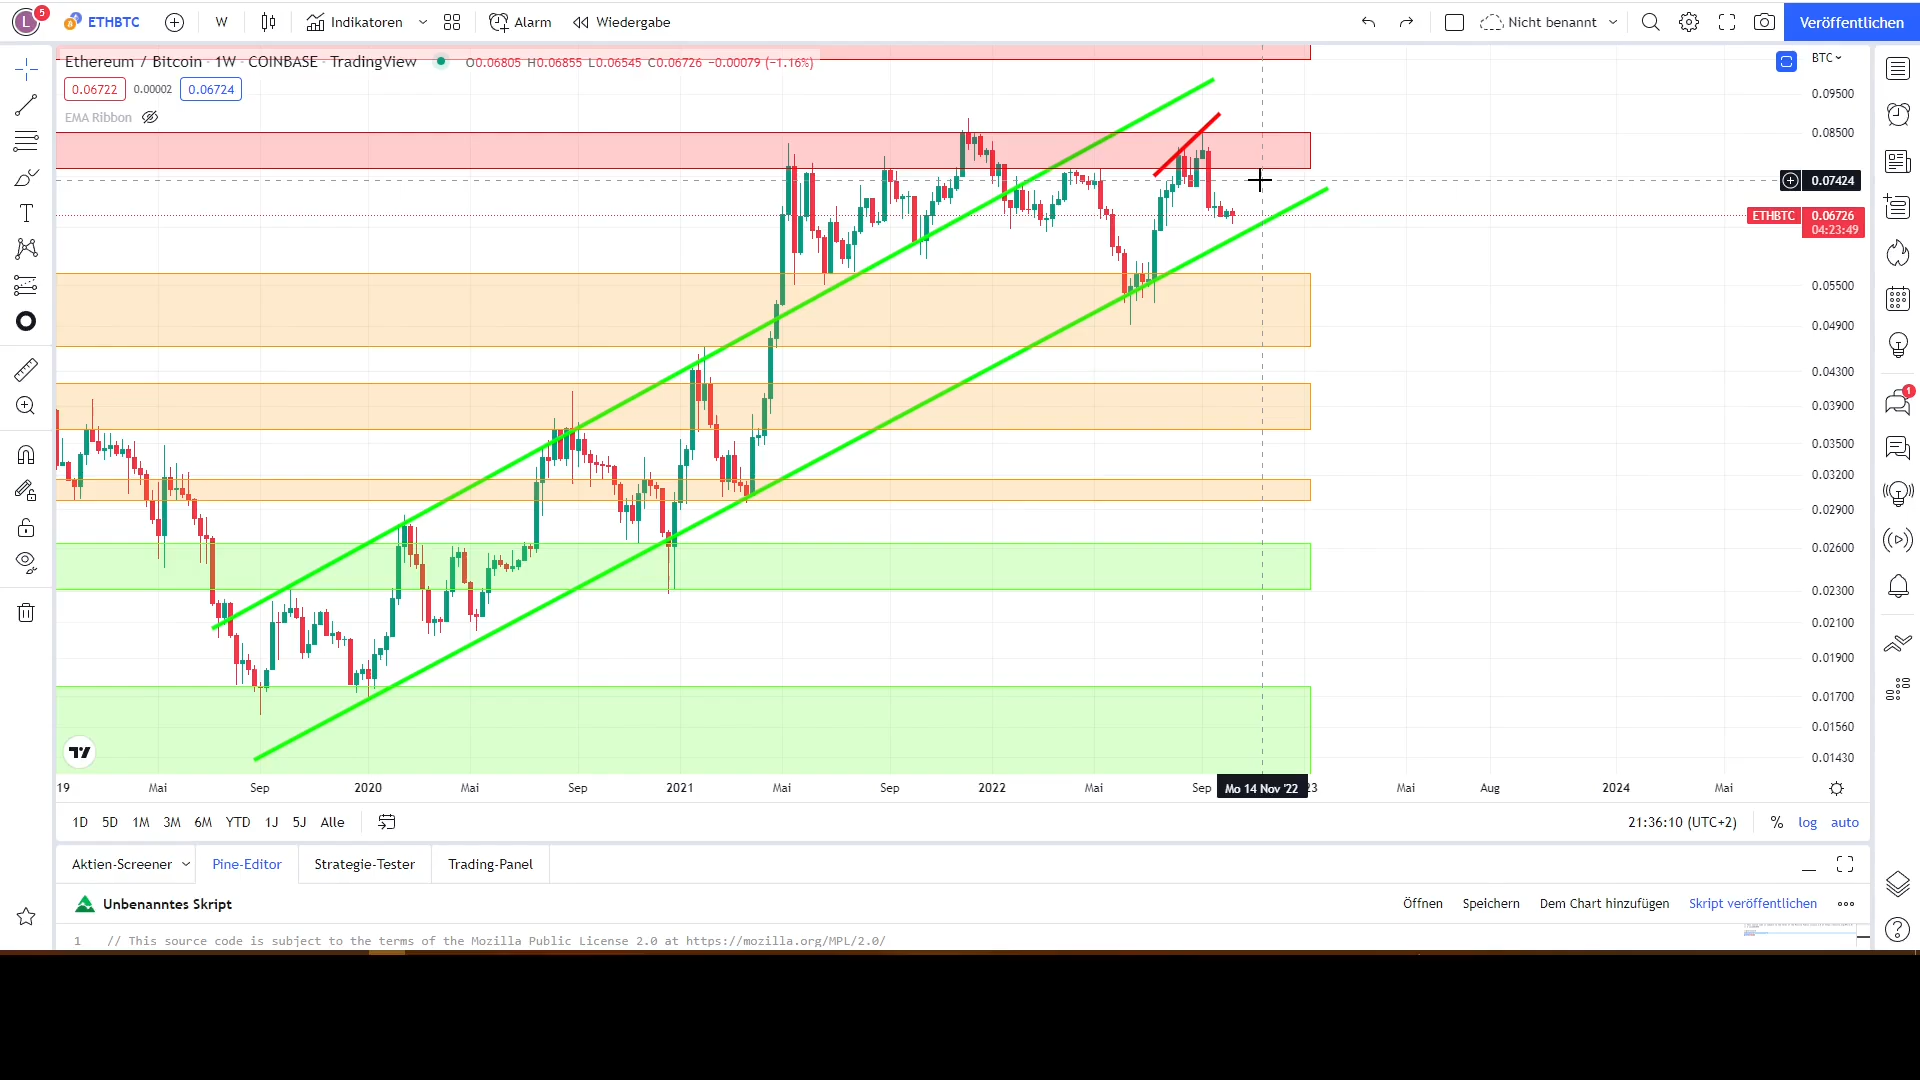 L 5 ETHBTC W Indikatoren Alarm Wiedergabe Nicht benannt Veröffentlichen
Ethereum / Bitcoin · 1W · COINBASE · TradingView O0.06805 H0.06855 L0.06545 C0.06726 −0.00079 (−1.16%)
BTC
0.06722 0.00002 0.06724
EMA Ribbon
0.09500
0.08500
0.07424
ETHBTC 0.06726
04:23:49
0.05500
0.04900
0.04300
0.03900
0.03500
0.03200
0.02900
0.02600
0.02300
0.02100
0.01900
0.01700
0.01560
0.01430
1
19 Mai Sep 2020 Mai Sep 2021 Mai Sep 2022 Mai Sep Mo 14 Nov '22 3 Mai Aug 2024 Mai
1D 5D 1M 3M 6M YTD 1J 5J Alle 21:36:10 (UTC+2) % log auto
Aktien-Screener Pine-Editor Strategie-Tester Trading-Panel
Unbenanntes Skript Öffnen Speichern Dem Chart hinzufügen Skript veröffentlichen
1 // This source code is subject to the terms of the Mozilla Public License 2.0 at https://mozilla.org/MPL/2.0/